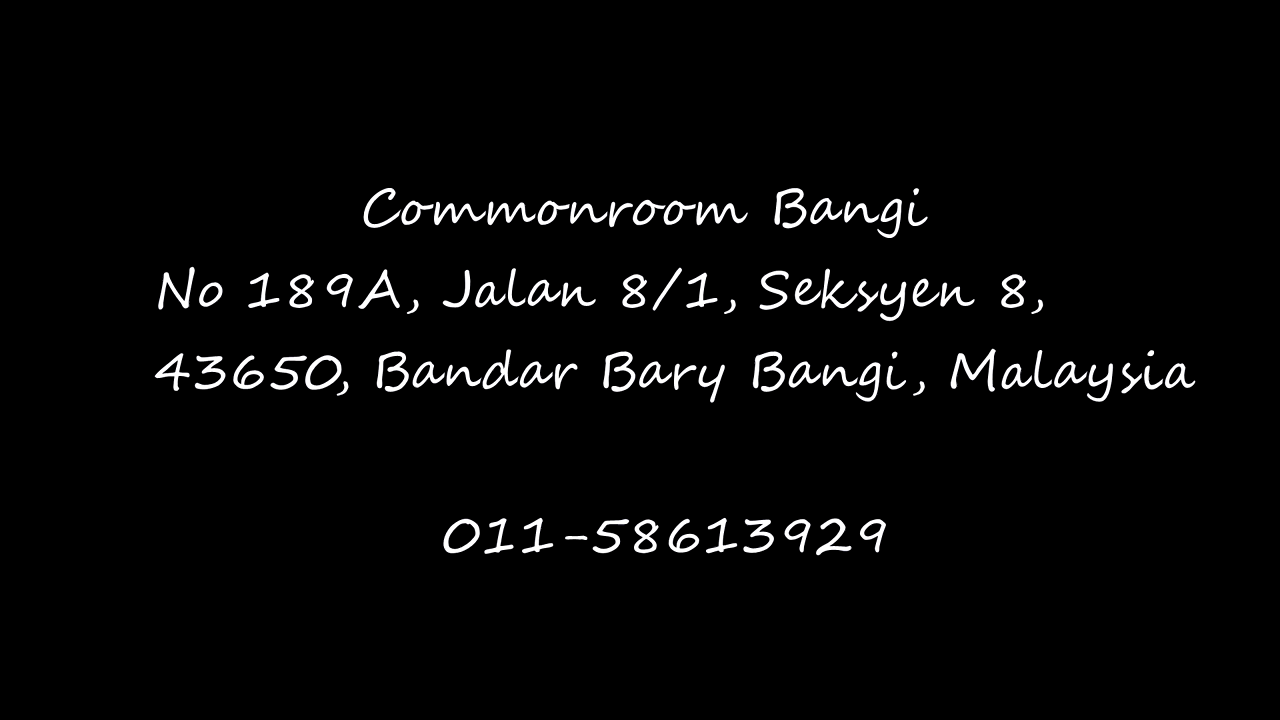 Commonroom Bangi
No 189A, Jalan 8/1, Seksyen 8,
43650, Bandar Bary Bangi, Malaysia
011-58613929